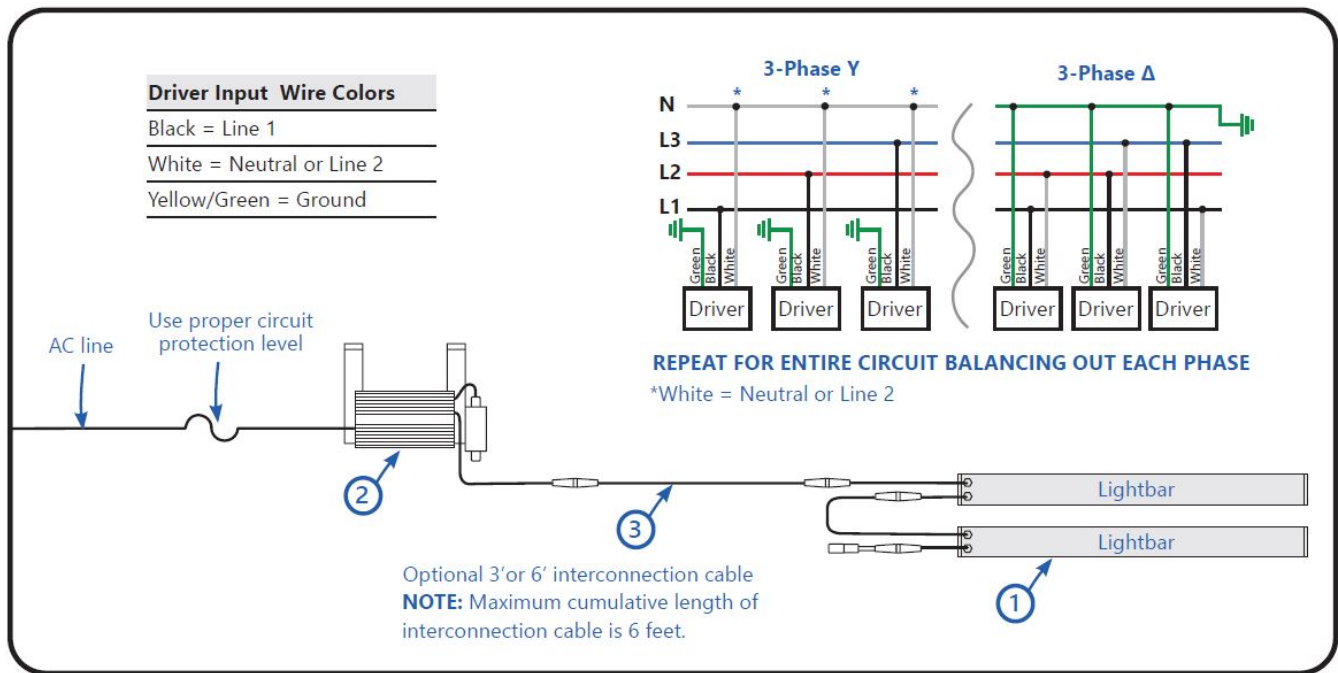 Driver Input Wire Colors
Black = Line 1
White = Neutral or Line 2
Yellow/Green = Ground
3-Phase Y
3-Phase Δ
* * *
N
L3
L2
L1
Green Black White
Green Black White
Green Black White
Green Black White
Green Black White
Green Black White
Driver Driver Driver
Driver Driver Driver
REPEAT FOR ENTIRE CIRCUIT BALANCING OUT EACH PHASE
*White = Neutral or Line 2
AC line
Use proper circuit
protection level
2
3
Optional 3’or 6’ interconnection cable
NOTE: Maximum cumulative length of
interconnection cable is 6 feet.
Lightbar
Lightbar
1